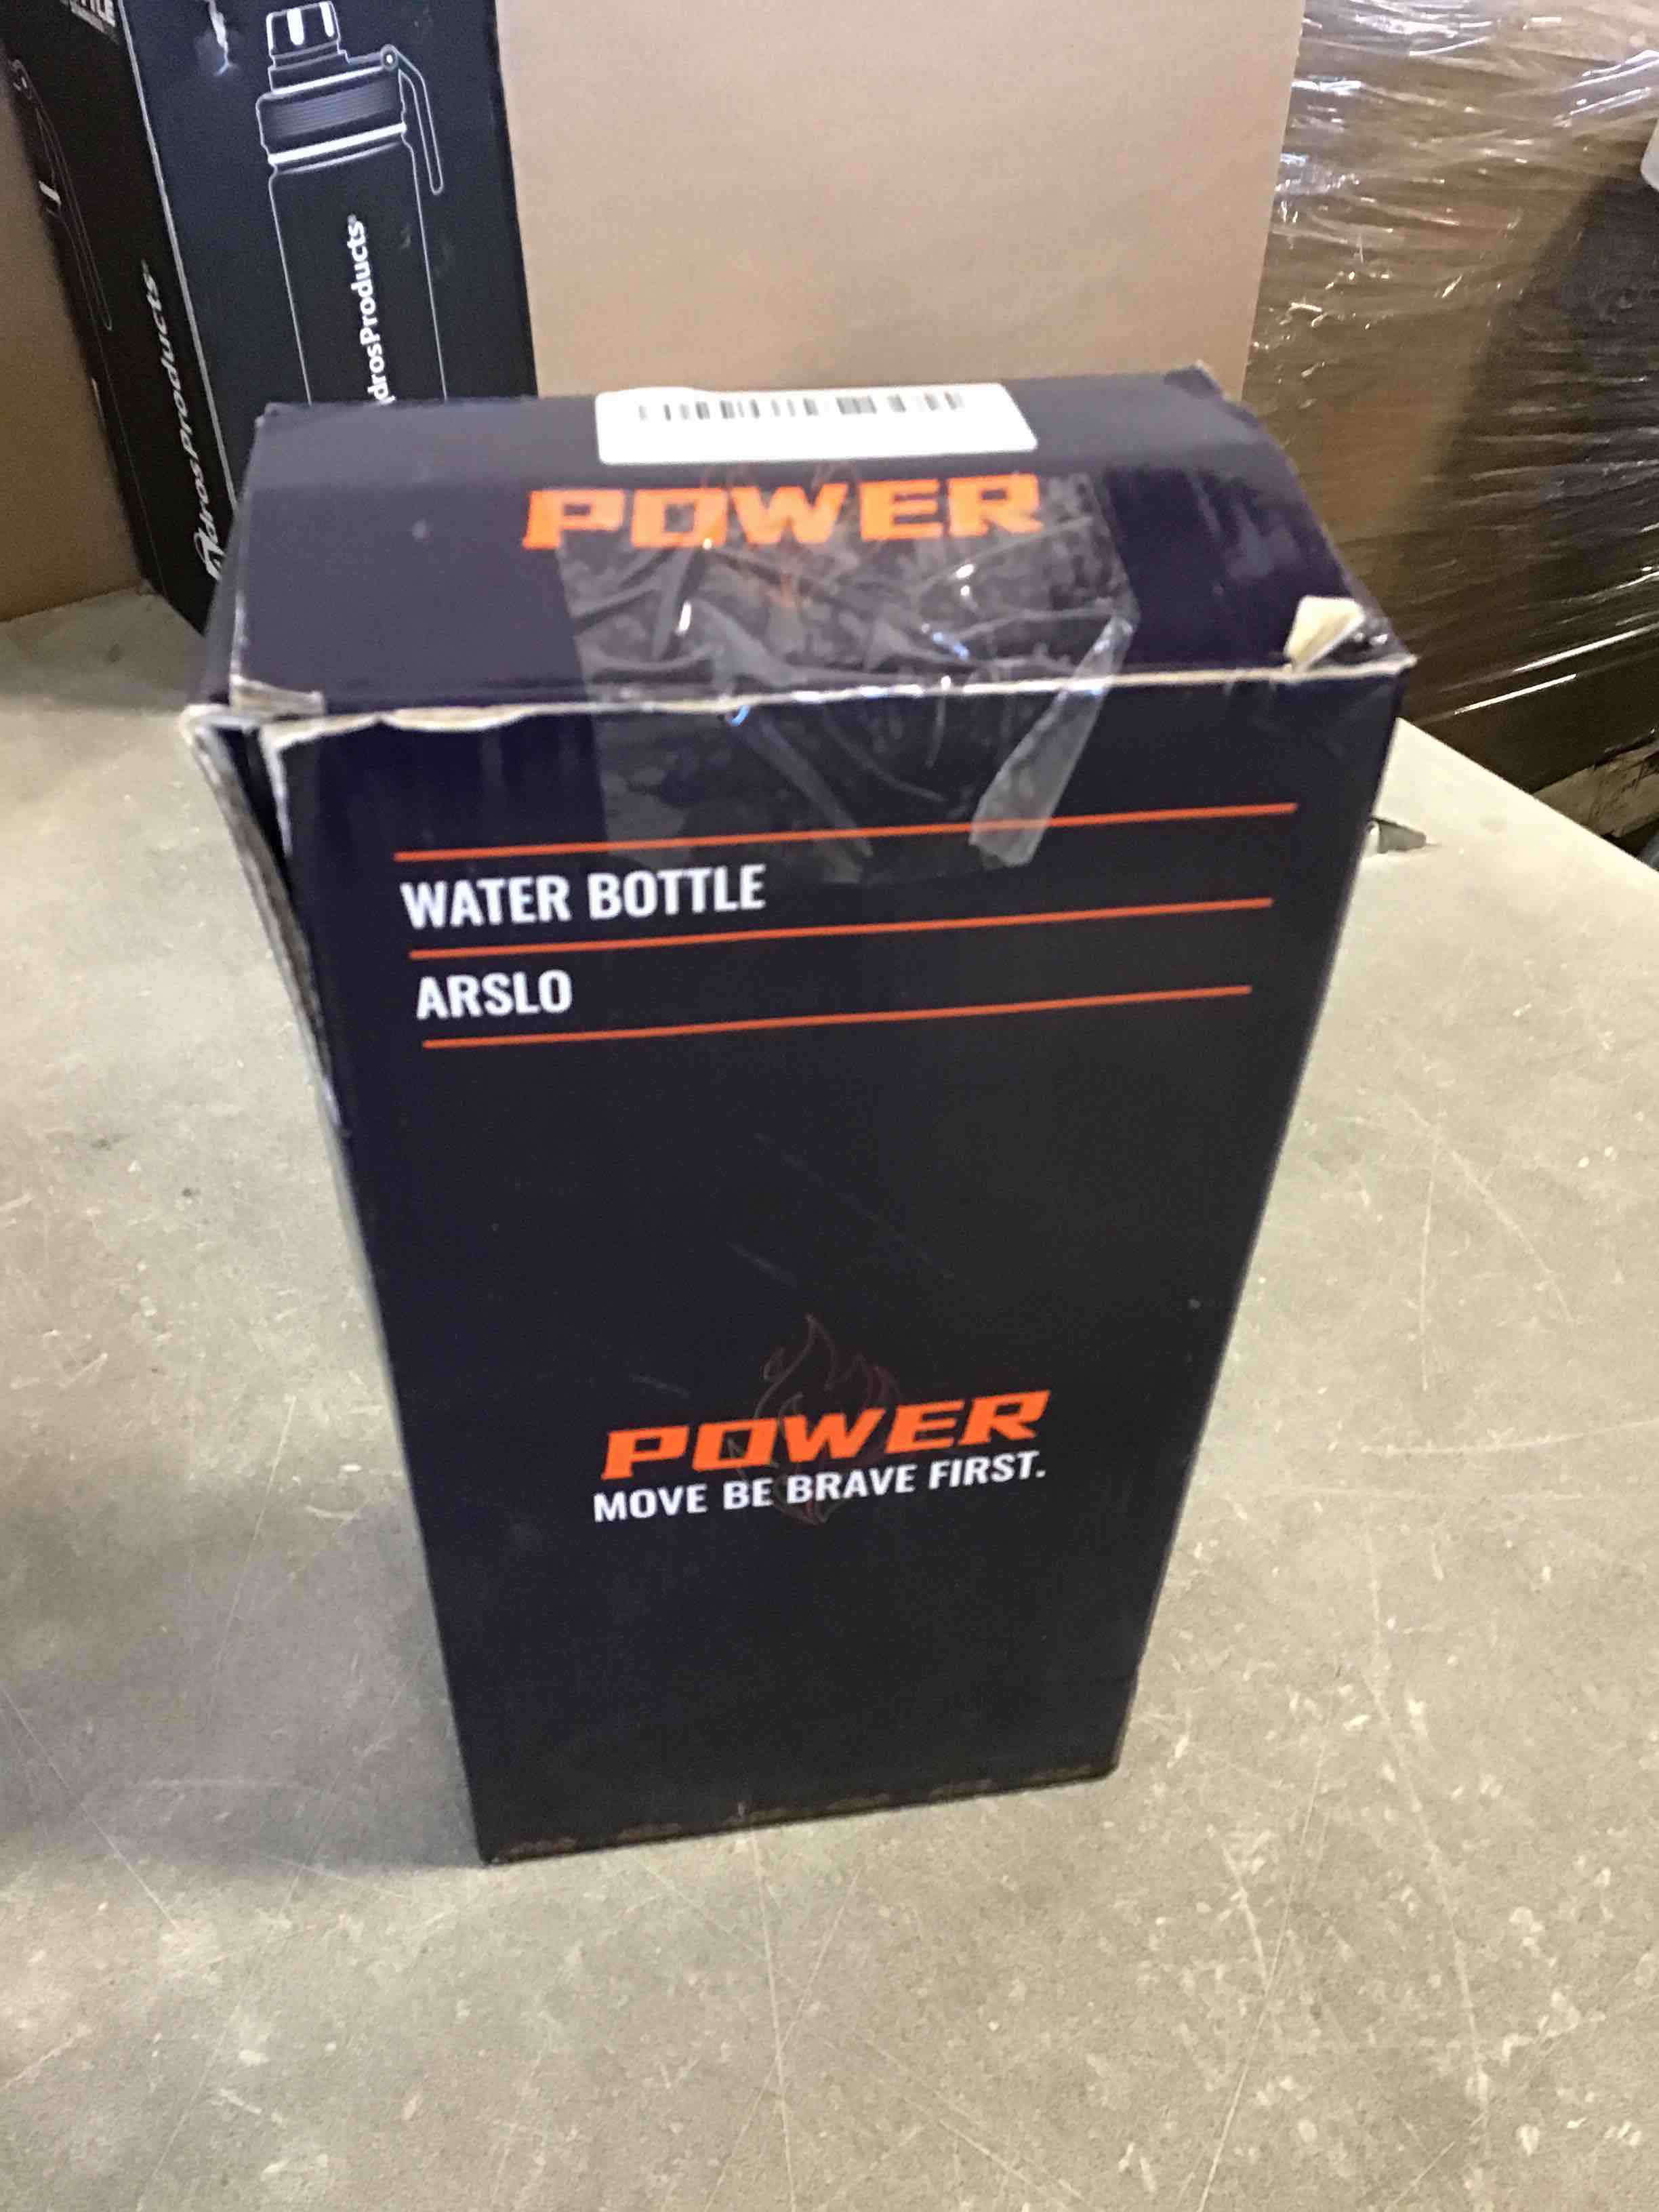 drosProducts
drosProducts
POWER
WATER BOTTLE
ARSLO
POWER
MOVE BE BRAVE FIRST.